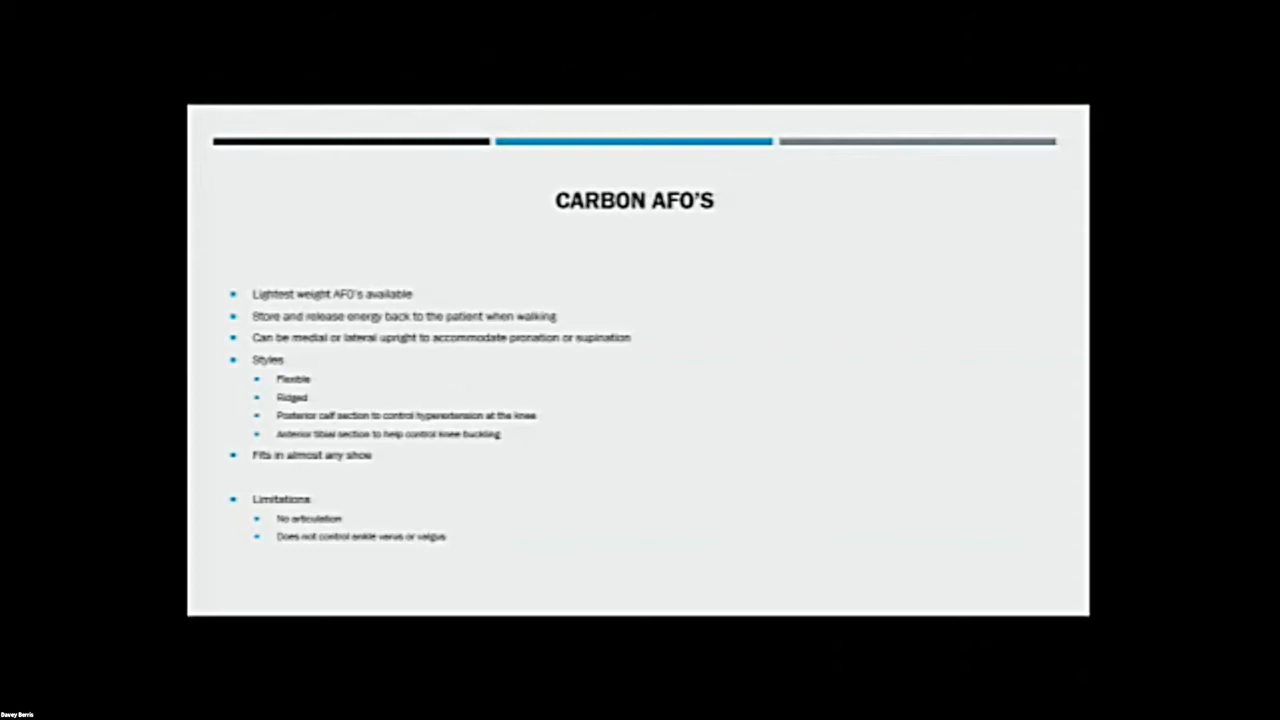 CARBON AFO'S
Lightest weight AFO's available
Store and release energy back to the patient when walking
Can be medial or lateral upright to accommodate pronation or supination
Styles
Flexible
Ridged
Posterior calf section to control hyperextension at the knee
Anterior tibial section to help control knee buckling
Fits in almost any shoe
Limitations
No articulation
Does not control ankle varus or valgus
Davey Berris